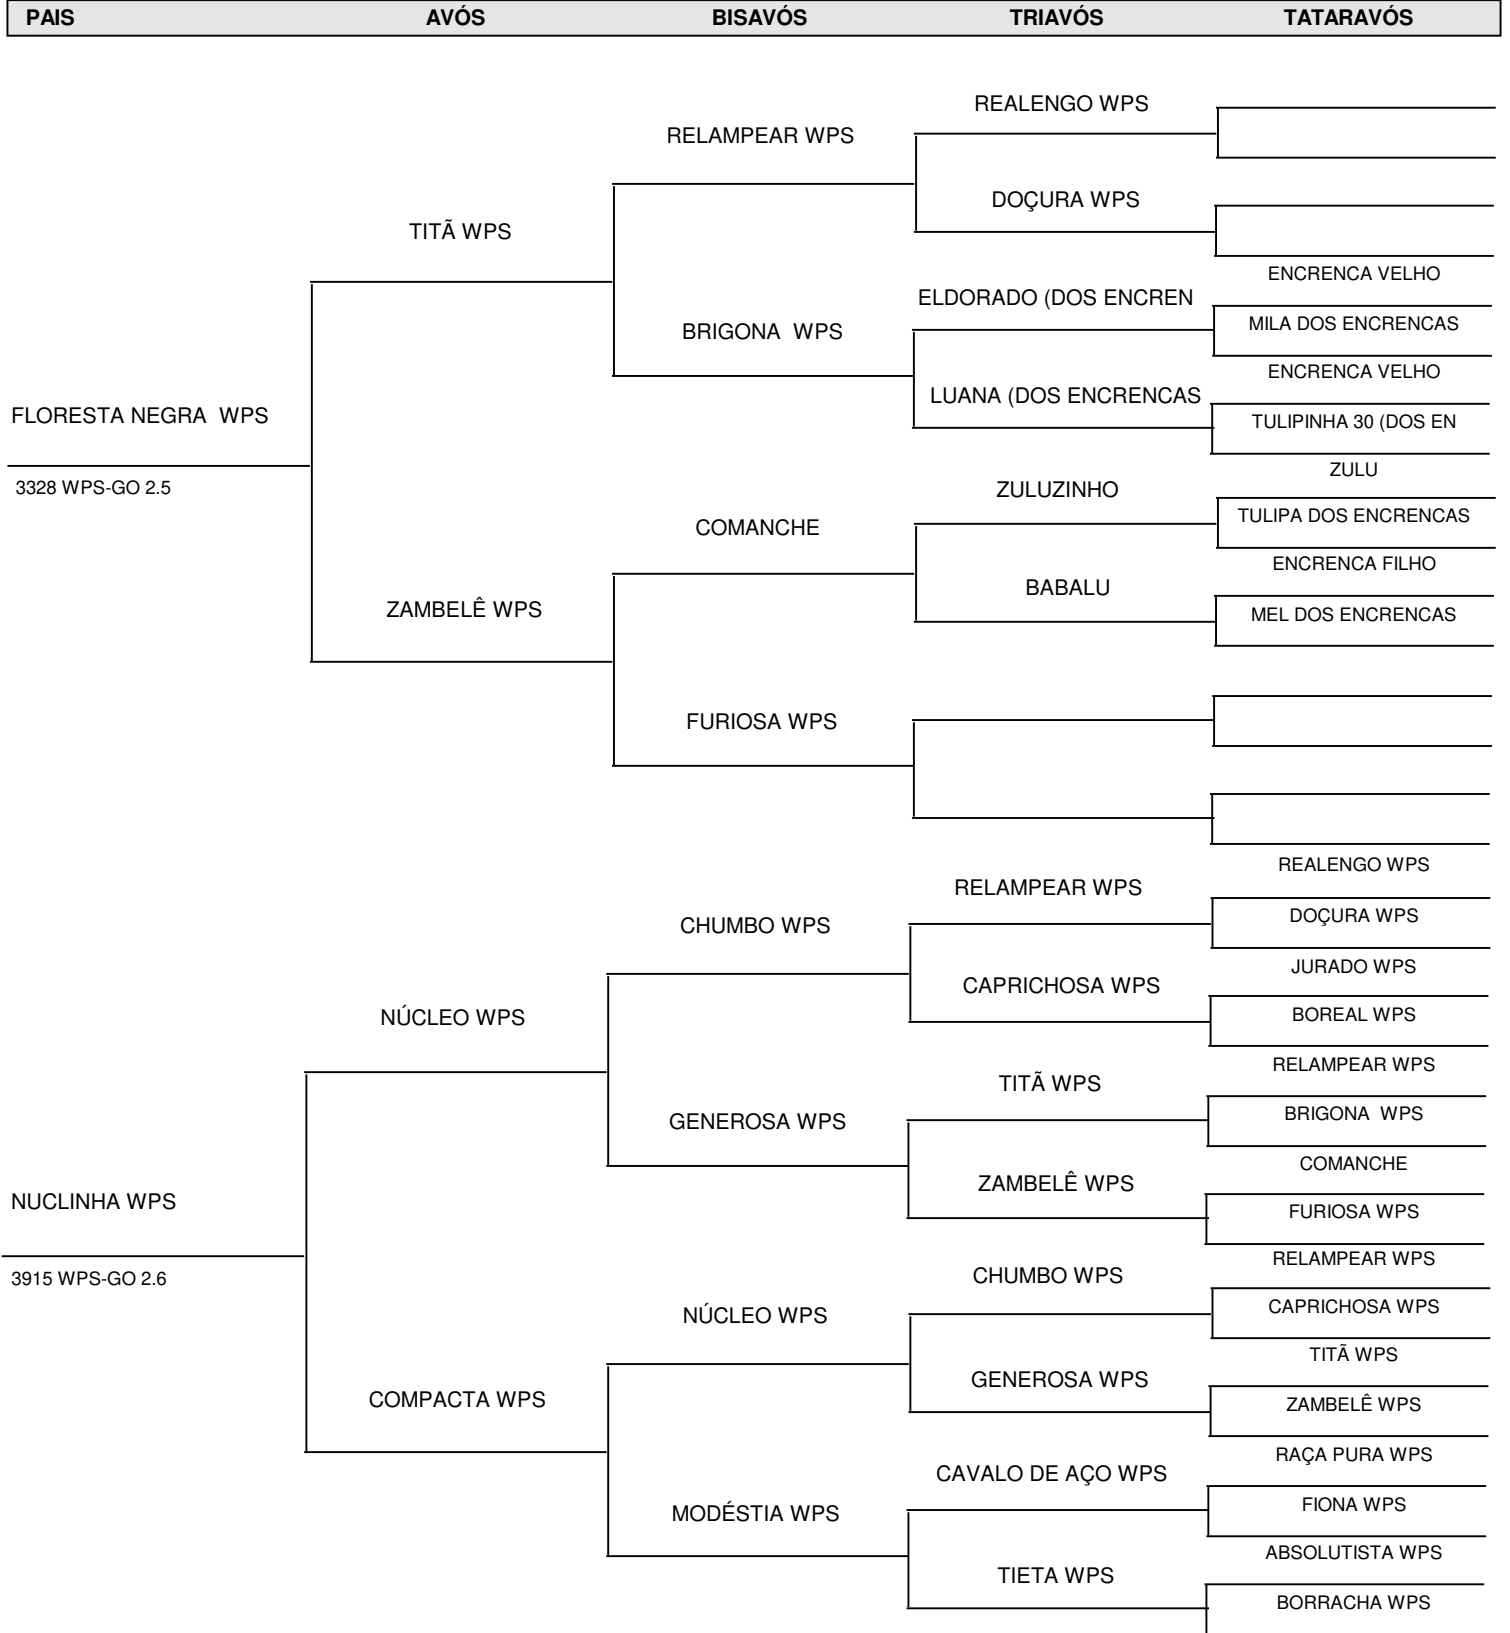 PAIS AVÓS BISAVÓS TRIAVÓS TATARAVÓS
REALENGO WPS
RELAMPEAR WPS
DOÇURA WPS
TITÃ WPS
ENCRENCA VELHO
ELDORADO (DOS ENCREN
MILA DOS ENCRENCAS
BRIGONA  WPS
ENCRENCA VELHO
LUANA (DOS ENCRENCAS
FLORESTA NEGRA  WPS
TULIPINHA 30 (DOS EN
ZULU
3328 WPS-GO 2.5
ZULUZINHO
TULIPA DOS ENCRENCAS
COMANCHE
ENCRENCA FILHO
BABALU
ZAMBELÊ WPS
MEL DOS ENCRENCAS
FURIOSA WPS
REALENGO WPS
RELAMPEAR WPS
DOÇURA WPS
CHUMBO WPS
JURADO WPS
CAPRICHOSA WPS
NÚCLEO WPS
BOREAL WPS
RELAMPEAR WPS
TITÃ WPS
BRIGONA  WPS
GENEROSA WPS
COMANCHE
ZAMBELÊ WPS
NUCLINHA WPS
FURIOSA WPS
RELAMPEAR WPS
3915 WPS-GO 2.6
CHUMBO WPS
CAPRICHOSA WPS
NÚCLEO WPS
TITÃ WPS
GENEROSA WPS
COMPACTA WPS
ZAMBELÊ WPS
RAÇA PURA WPS
CAVALO DE AÇO WPS
FIONA WPS
MODÉSTIA WPS
ABSOLUTISTA WPS
TIETA WPS
BORRACHA WPS